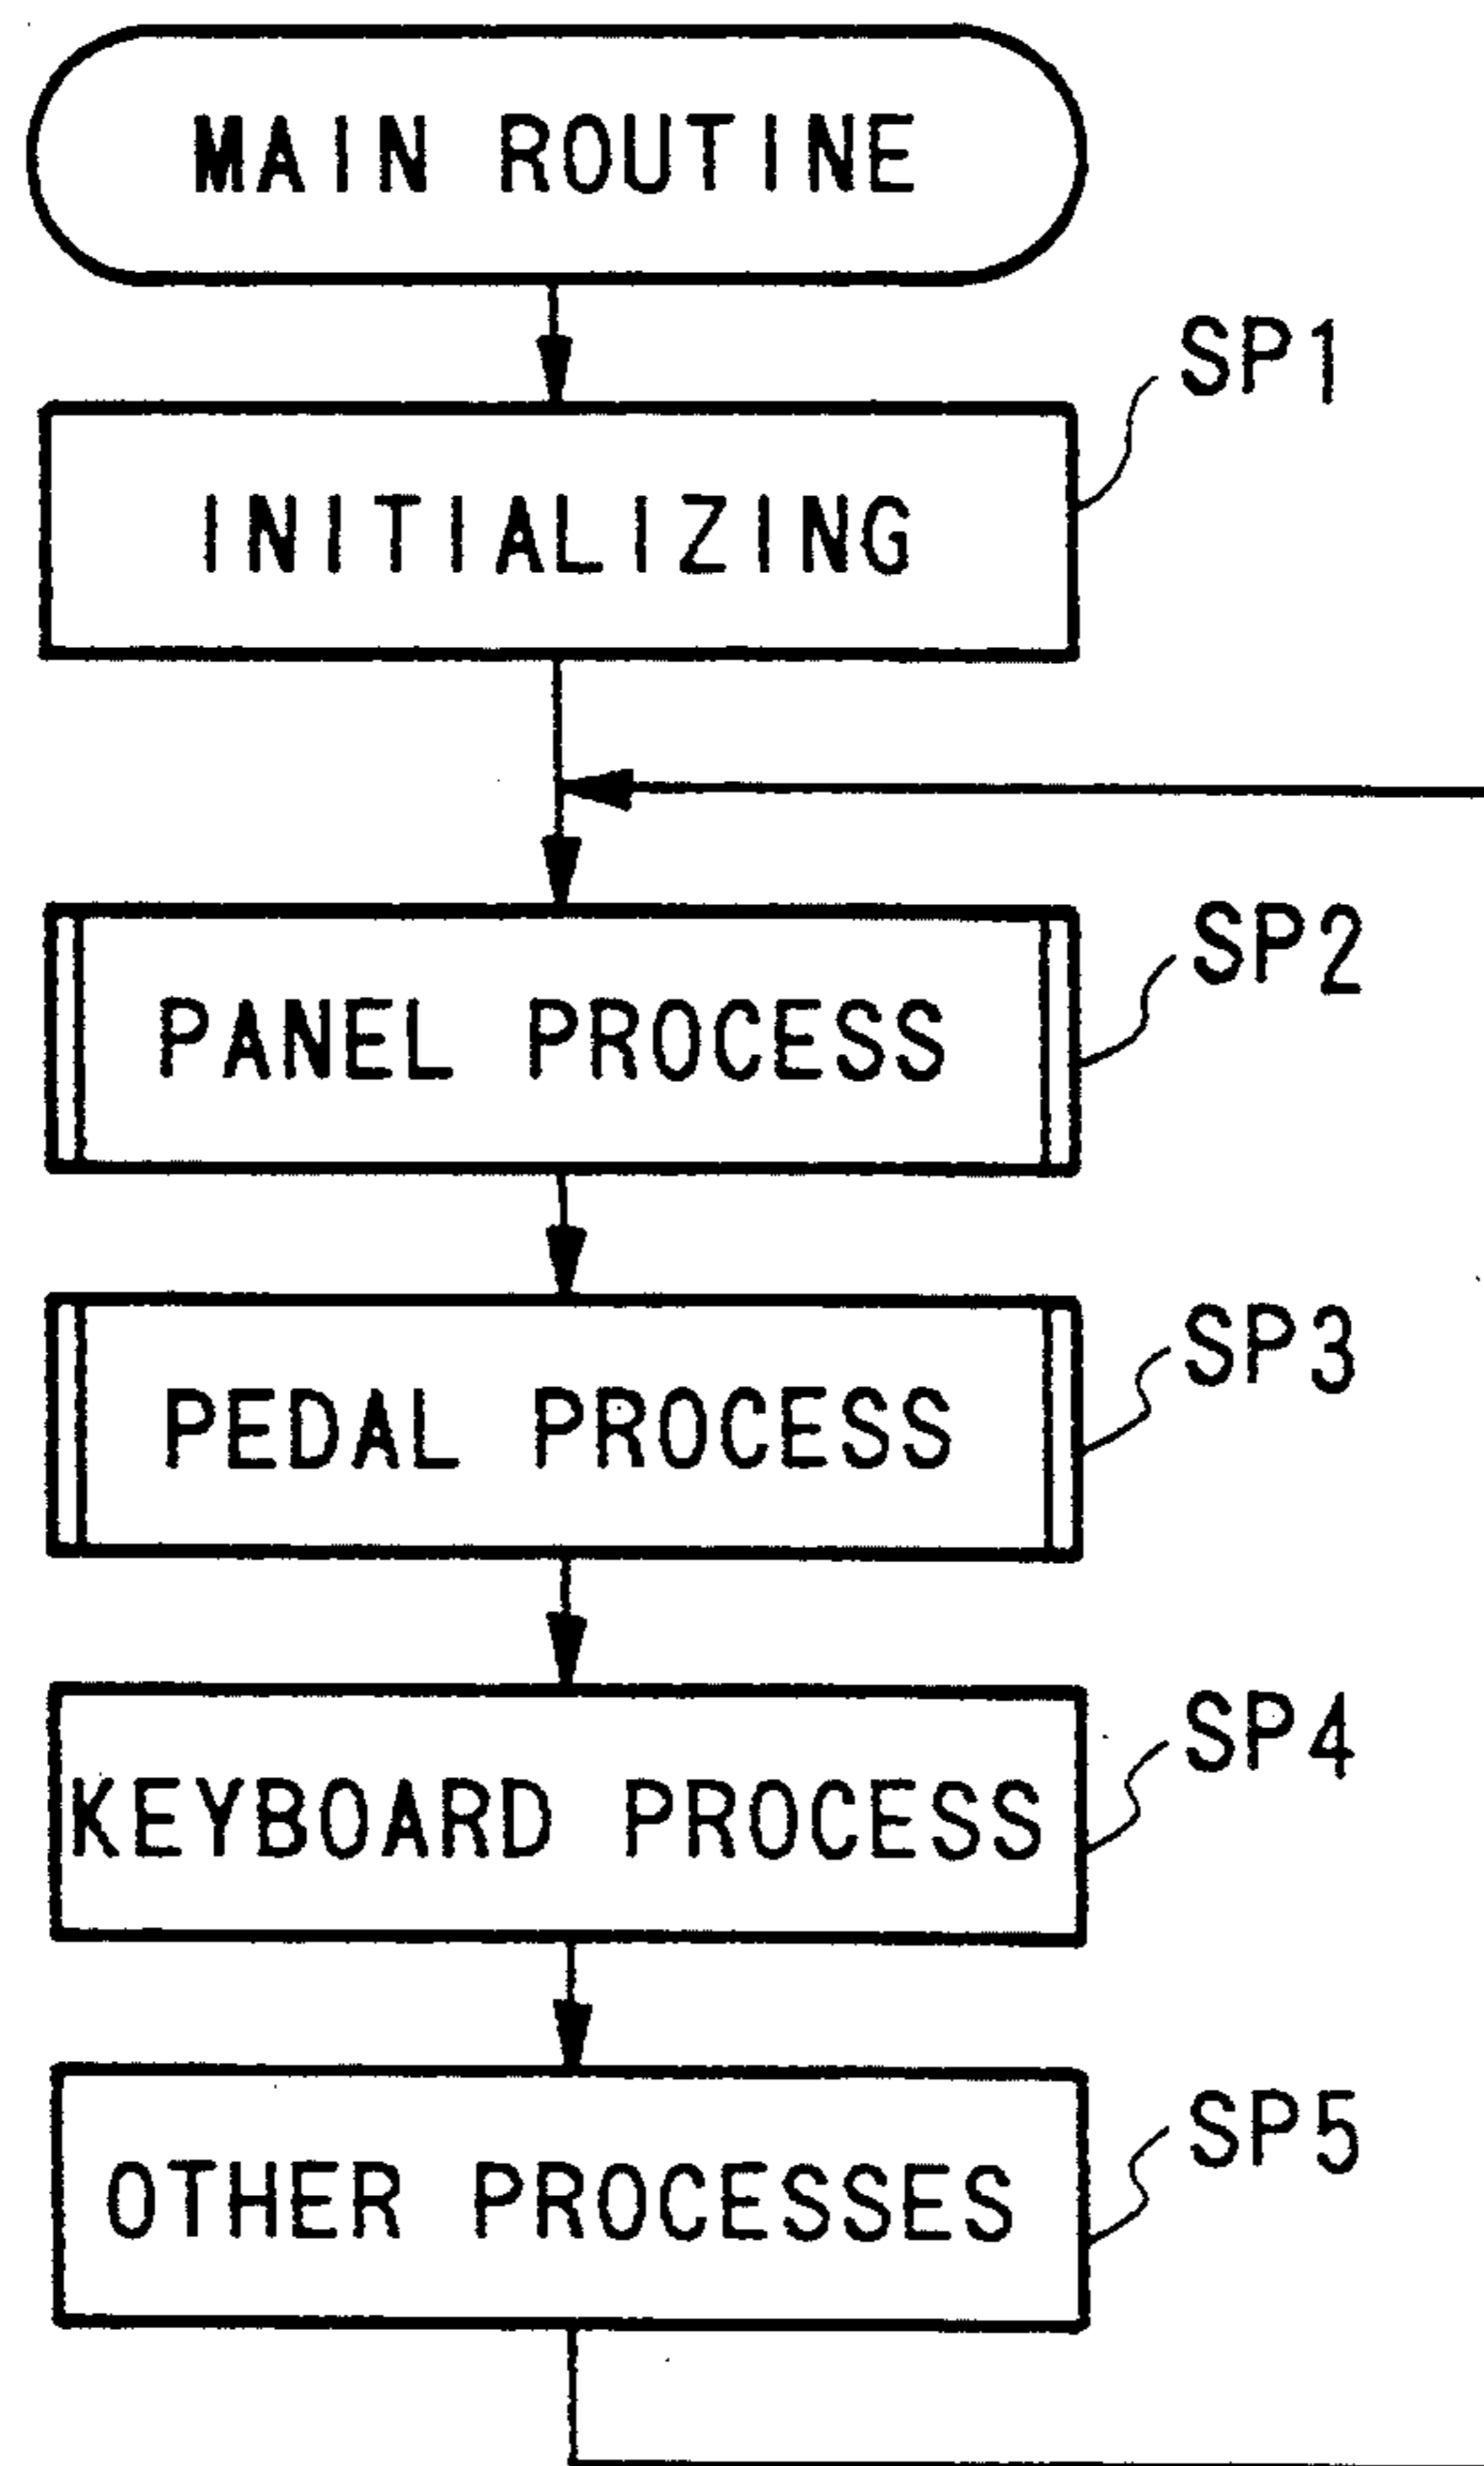 MAIN ROUTINE
SP1
INITIALIZING
SP2
PANEL PROCESS
SP3
PEDAL PROCESS
SP4
KEYBOARD PROCESS
SP5
OTHER PROCESSES